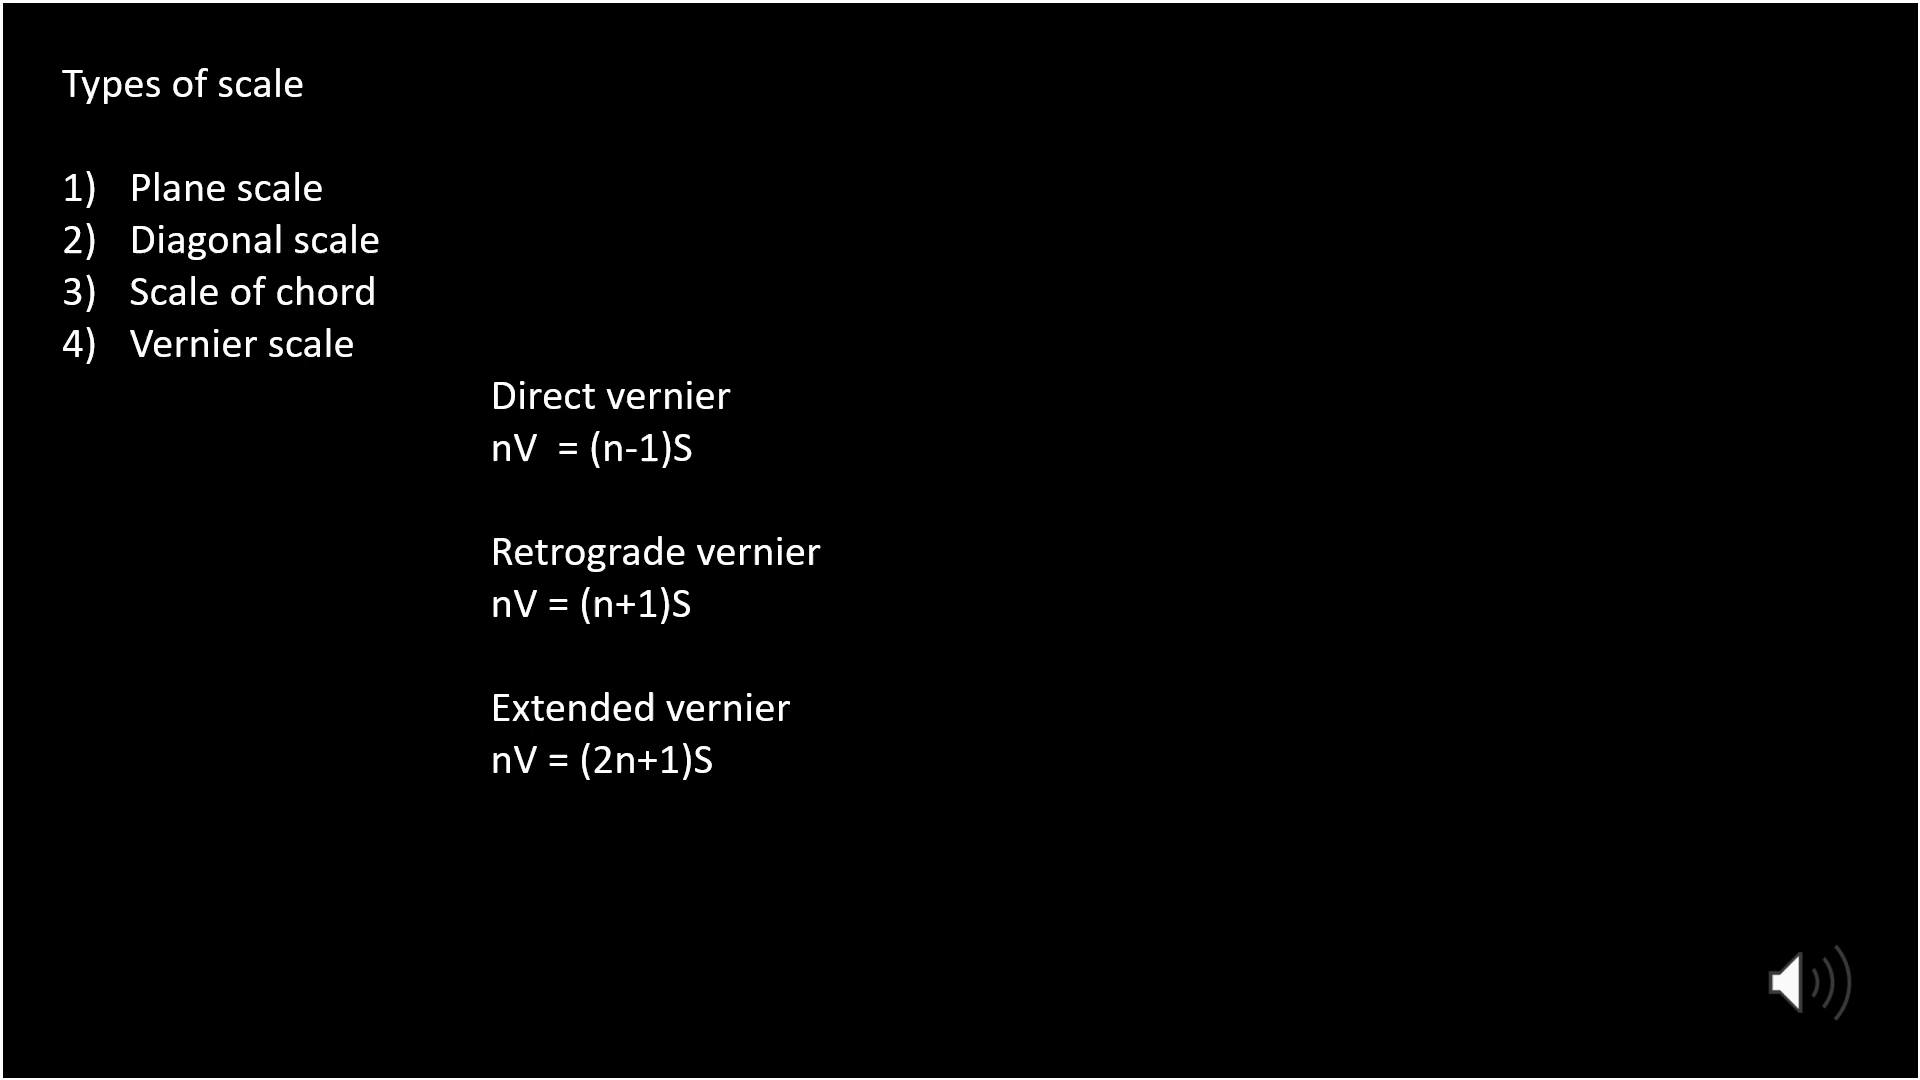 Types of scale
1) Plane scale
2) Diagonal scale
3) Scale of chord
4) Vernier scale
Direct vernier
nV  = (n-1)S
Retrograde vernier
nV = (n+1)S
Extended vernier
nV = (2n+1)S